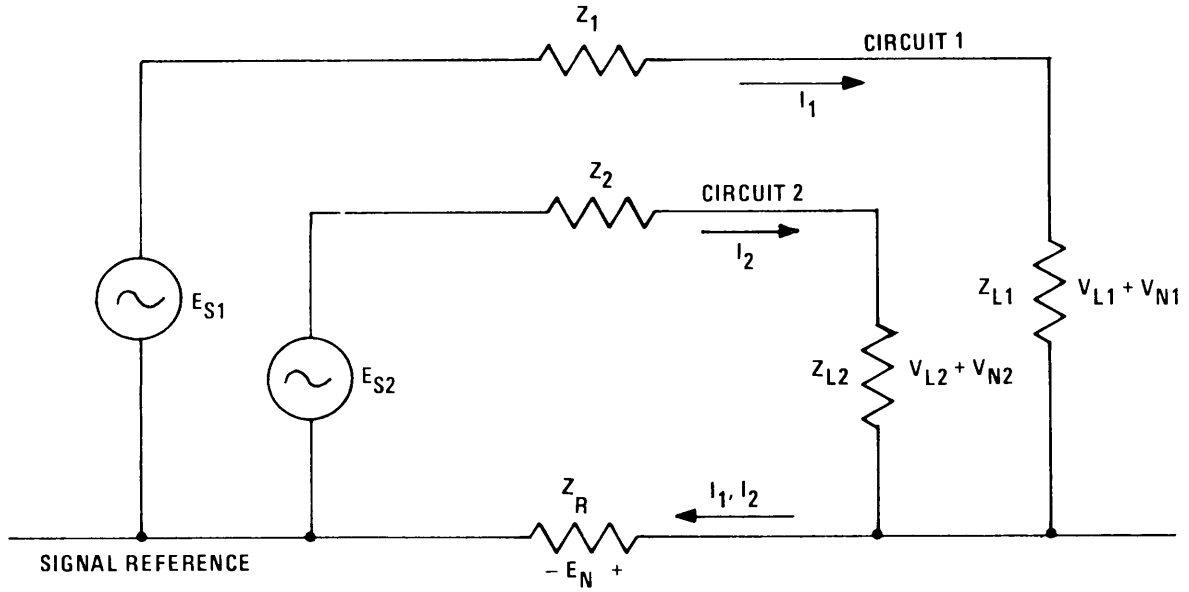 Z1
CIRCUIT 1
I1
Z2
CIRCUIT 2
I2
ES1
ZL1
VL1 + VN1
ES2
ZL2
VL2 + VN2
ZR
I1, I2
SIGNAL REFERENCE
- EN +